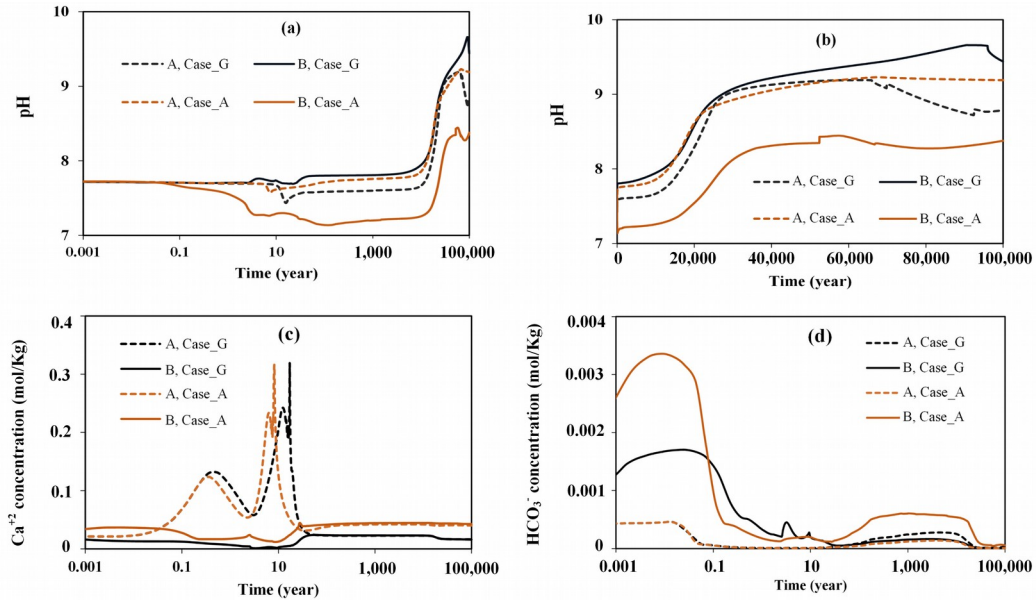 10
(a)
A, Case_G
B, Case_G
9
A, Case_A
B, Case_A
pH
8
7
0.001
0.1
10
1,000
100,000
Time (year)
10
(b)
9
pH
8
A, Case_G
B, Case_G
A, Case_A
B, Case_A
7
0
20,000
40,000
60,000
80,000
100,000
Time (year)
0.4
(c)
A, Case_G
B, Case_G
0.3
A, Case_A
B, Case_A
Ca+2 concentration (mol/Kg)
0.2
0.1
0
0.001
0.1
10
1,000
100,000
Time (year)
0.004
(d)
A, Case_G
B, Case_G
0.003
A, Case_A
B, Case_A
HCO3- concentration (mol/Kg)
0.002
0.001
0
0.001
0.1
10
1,000
100,000
Time (year)